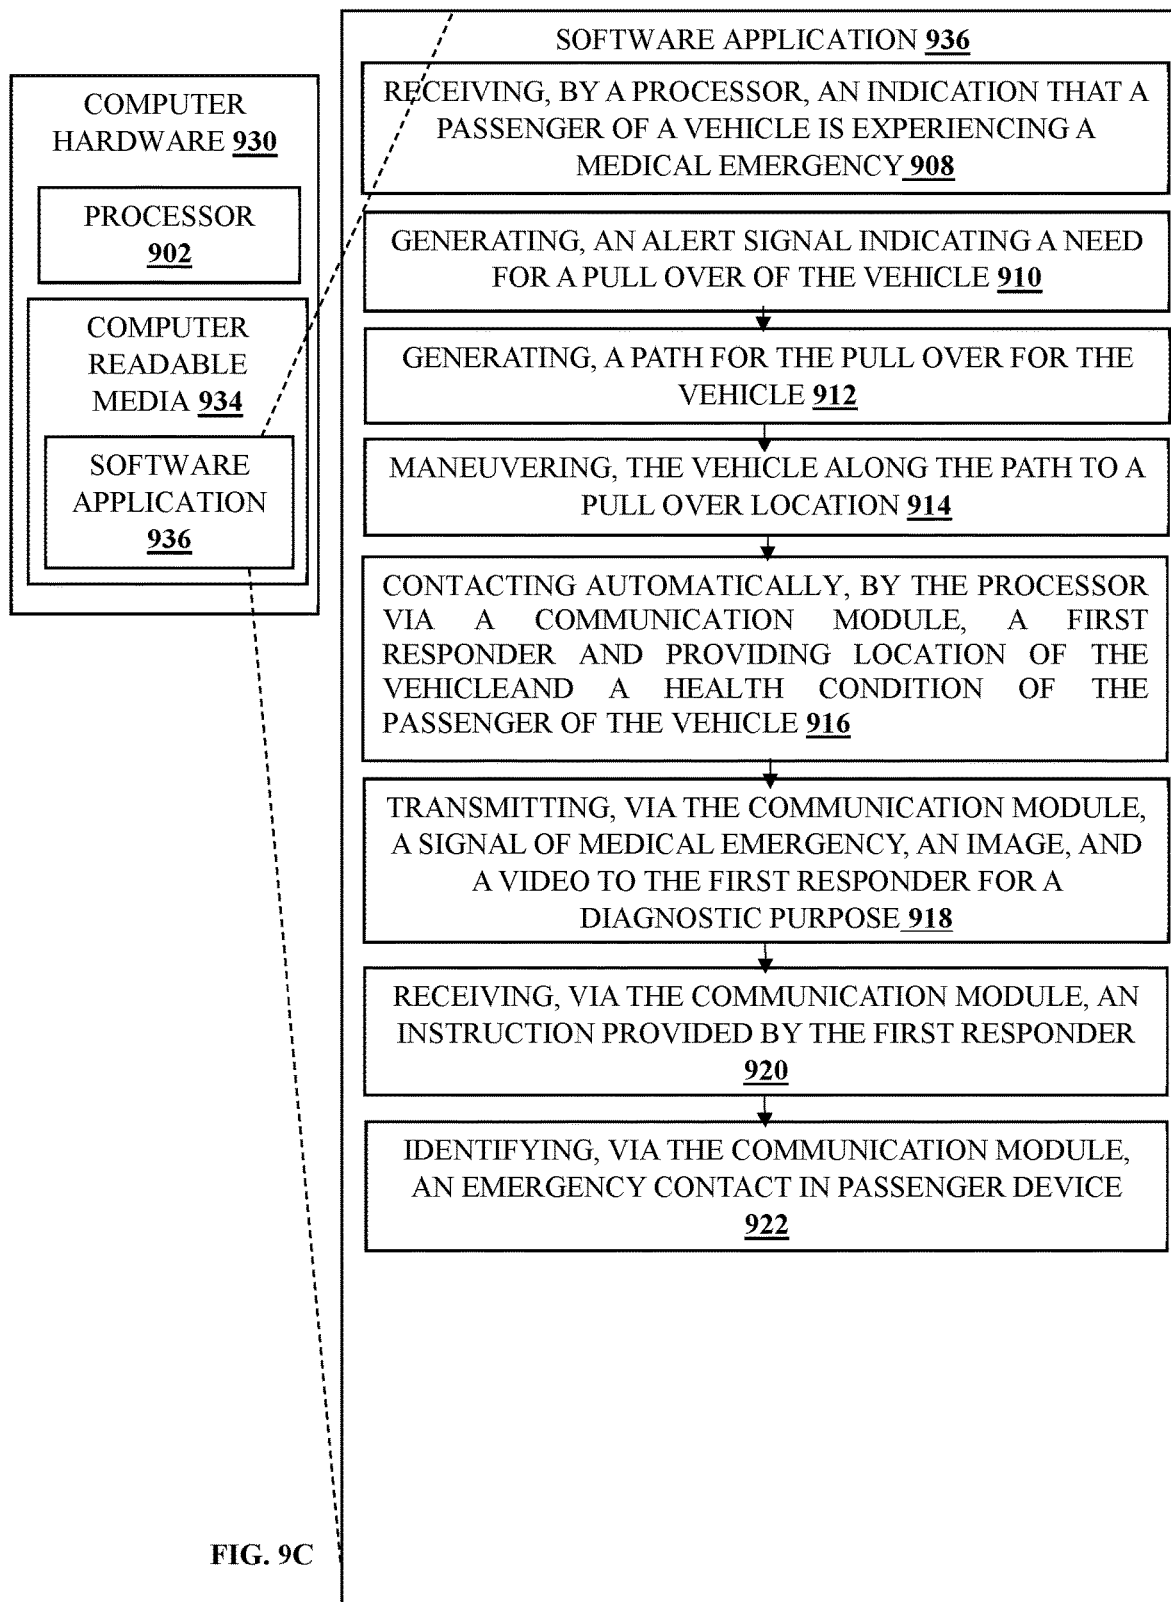 COMPUTER
HARDWARE 930
PROCESSOR
902
COMPUTER
READABLE
MEDIA 934
SOFTWARE
APPLICATION
936
SOFTWARE APPLICATION 936
RECEIVING, BY A PROCESSOR, AN INDICATION THAT A
PASSENGER OF A VEHICLE IS EXPERIENCING A
MEDICAL EMERGENCY 908
GENERATING, AN ALERT SIGNAL INDICATING A NEED
FOR A PULL OVER OF THE VEHICLE 910
GENERATING, A PATH FOR THE PULL OVER FOR THE
VEHICLE 912
MANEUVERING, THE VEHICLE ALONG THE PATH TO A
PULL OVER LOCATION 914
CONTACTING AUTOMATICALLY, BY THE PROCESSOR
VIA A COMMUNICATION MODULE, A FIRST
RESPONDER AND PROVIDING LOCATION OF THE
VEHICLEAND A HEALTH CONDITION OF THE
PASSENGER OF THE VEHICLE 916
TRANSMITTING, VIA THE COMMUNICATION MODULE,
A SIGNAL OF MEDICAL EMERGENCY, AN IMAGE, AND
A VIDEO TO THE FIRST RESPONDER FOR A
DIAGNOSTIC PURPOSE 918
RECEIVING, VIA THE COMMUNICATION MODULE, AN
INSTRUCTION PROVIDED BY THE FIRST RESPONDER
920
IDENTIFYING, VIA THE COMMUNICATION MODULE,
AN EMERGENCY CONTACT IN PASSENGER DEVICE
922
FIG. 9C